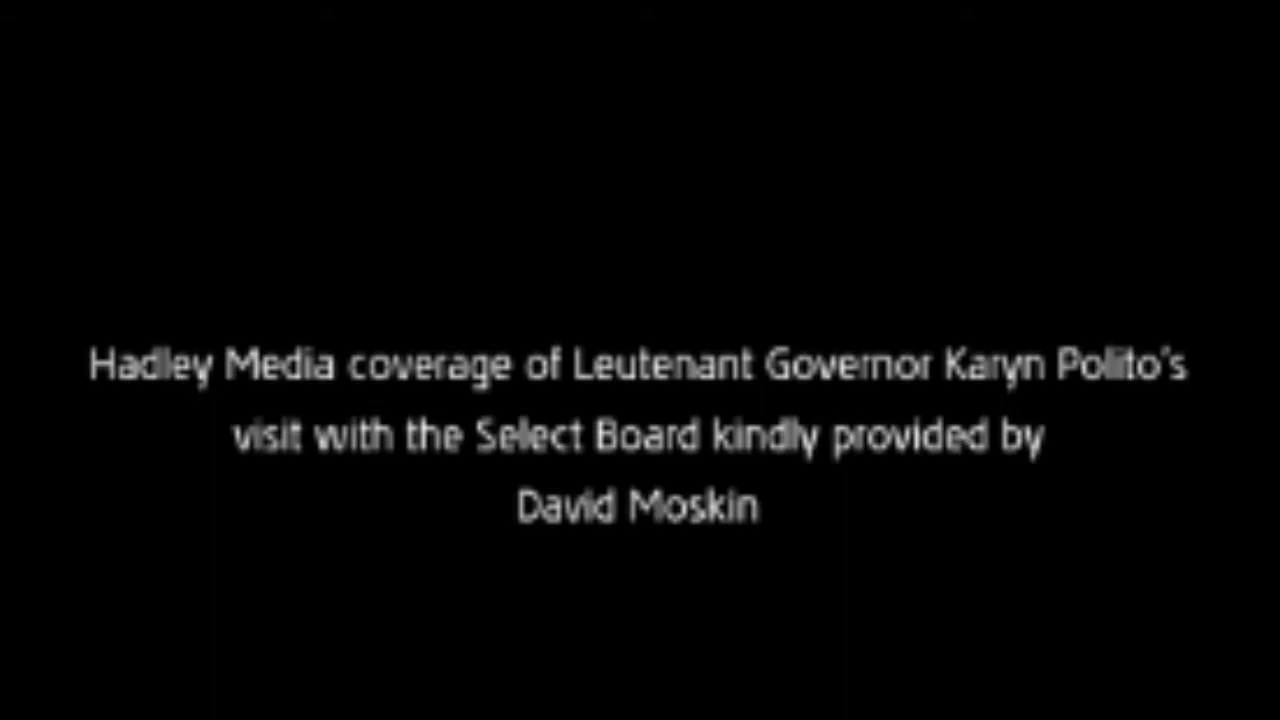 Hadley Media coverage of Leutenant Governor Karyn Polito's
visit with the Select Board kindly provided by
David Moskin